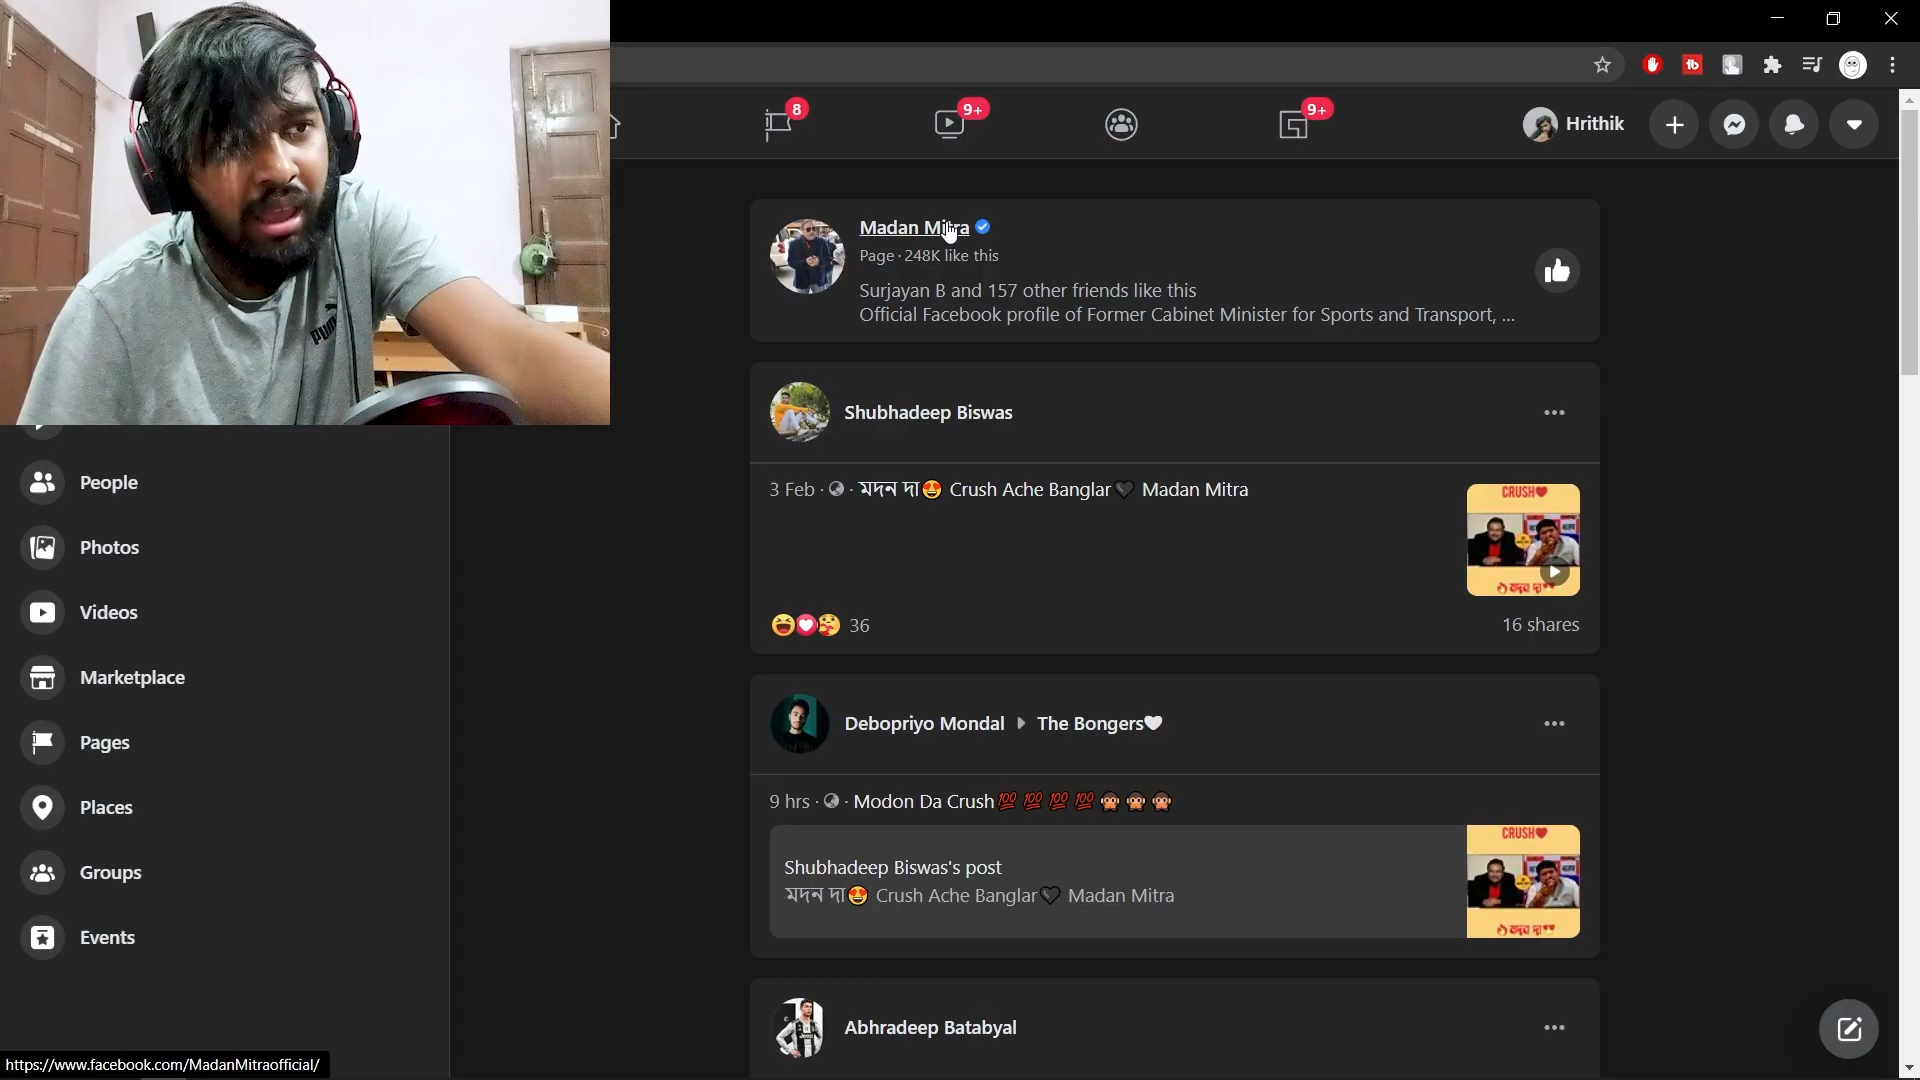 8
9+
9+
Hrithik
Madan Mitra
Page · 248K like this
Surjayan B and 157 other friends like this
Official Facebook profile of Former Cabinet Minister for Sports and Transport, ...
PUMA
Shubhadeep Biswas
3 Feb · মদন দা😍 Crush Ache Banglar🖤 Madan Mitra
CRUSH❤
🔥মদন দা❤❤
36
16 shares
People
Photos
Videos
Marketplace
Pages
Places
Groups
Events
Debopriyo Mondal ▸ The Bongers🤍
9 hrs · Modon Da Crush💯💯💯💯🙊🙊🙊
Shubhadeep Biswas's post
মদন দা😍 Crush Ache Banglar🖤 Madan Mitra
CRUSH❤
🔥মদন দা❤❤
Abhradeep Batabyal
https://www.facebook.com/MadanMitraofficial/